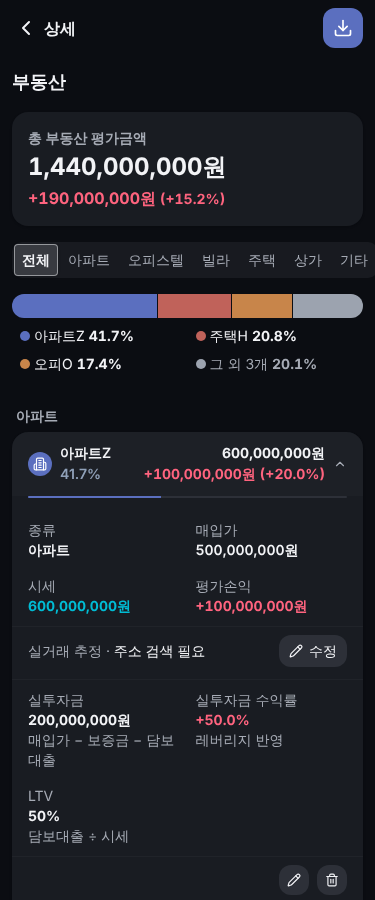 상세
부동산
총 부동산 평가금액
1,440,000,000원
+190,000,000원 (+15.2%)
전체 아파트 오피스텔 빌라 주택 상가 기타
아파트Z 41.7% 주택H 20.8%
오피O 17.4% 그 외 3개 20.1%
아파트
아파트Z 600,000,000원
41.7% +100,000,000원 (+20.0%)
종류 매입가
아파트 500,000,000원
시세 평가손익
600,000,000원 +100,000,000원
실거래 추정 · 주소 검색 필요 수정
실투자금 실투자금 수익률
200,000,000원 +50.0%
매입가 − 보증금 − 담보 레버리지 반영
대출
LTV
50%
담보대출 ÷ 시세